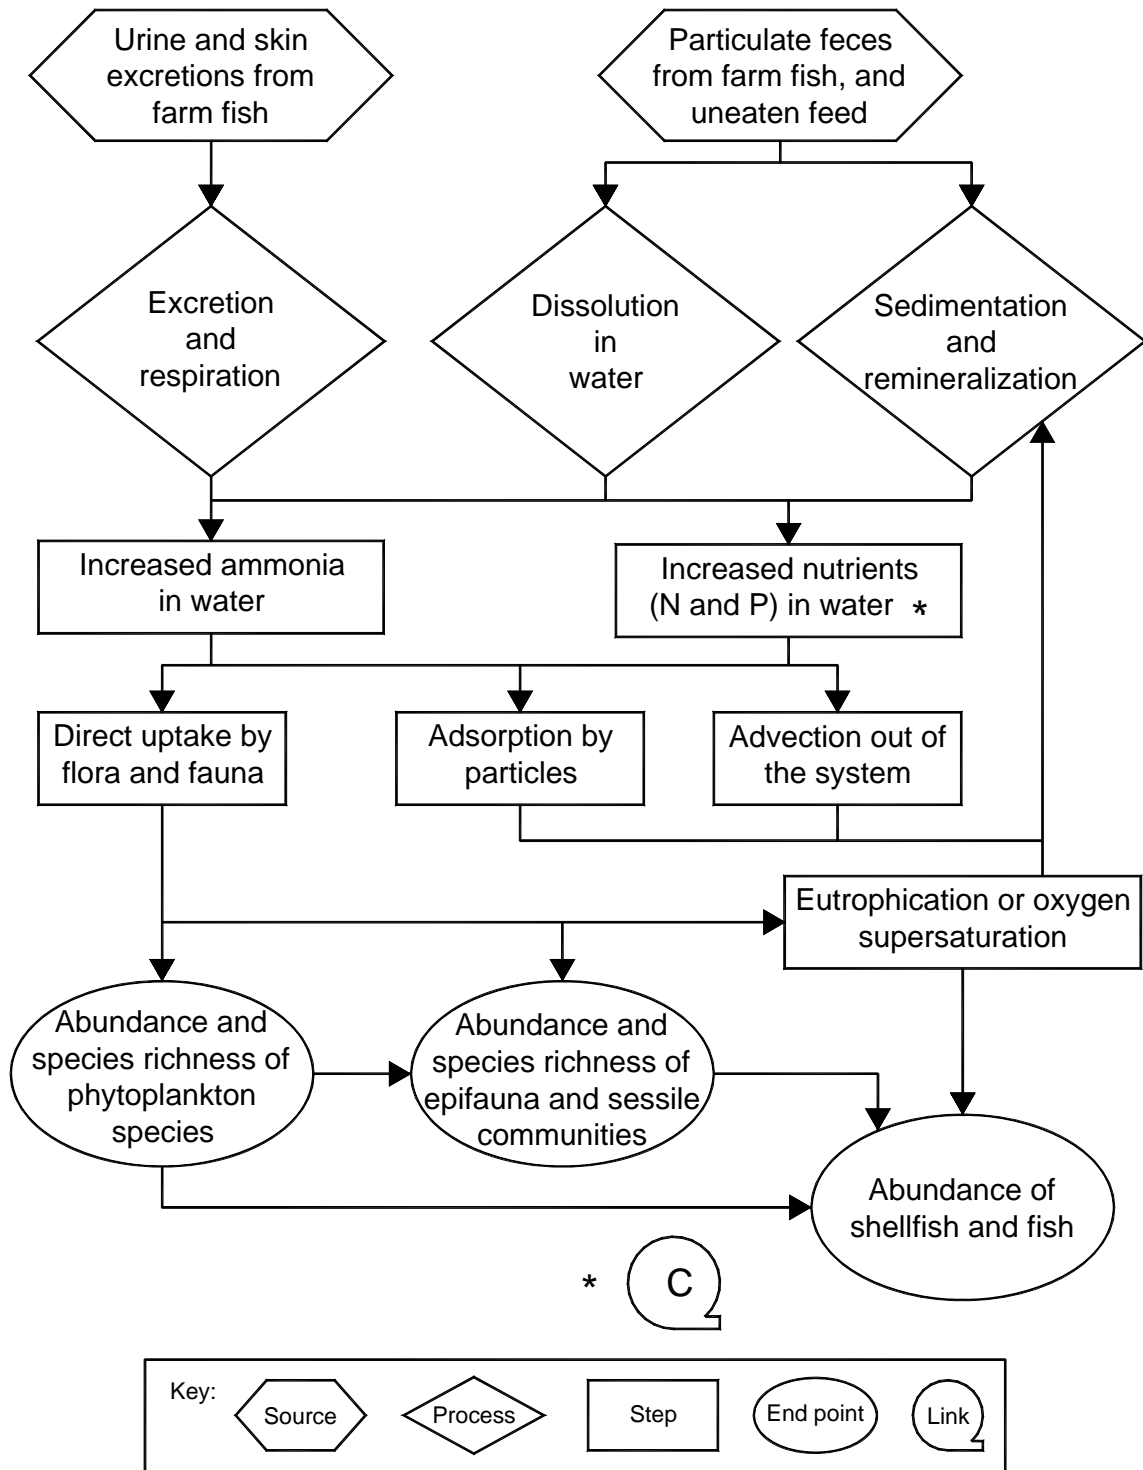 Urine and skin
excretions from
farm fish
Particulate feces
from farm fish, and
uneaten feed
Excretion
and
respiration
Dissolution
in
water
Sedimentation
and
remineralization
Increased ammonia
in water
Increased nutrients
(N and P) in water *
Direct uptake by
flora and fauna
Adsorption by
particles
Advection out of
the system
Eutrophication or oxygen
supersaturation
Abundance and
species richness of
phytoplankton
species
Abundance and
species richness of
epifauna and sessile
communities
Abundance of
shellfish and fish
* C
Key:
Source
Process
Step
End point
Link